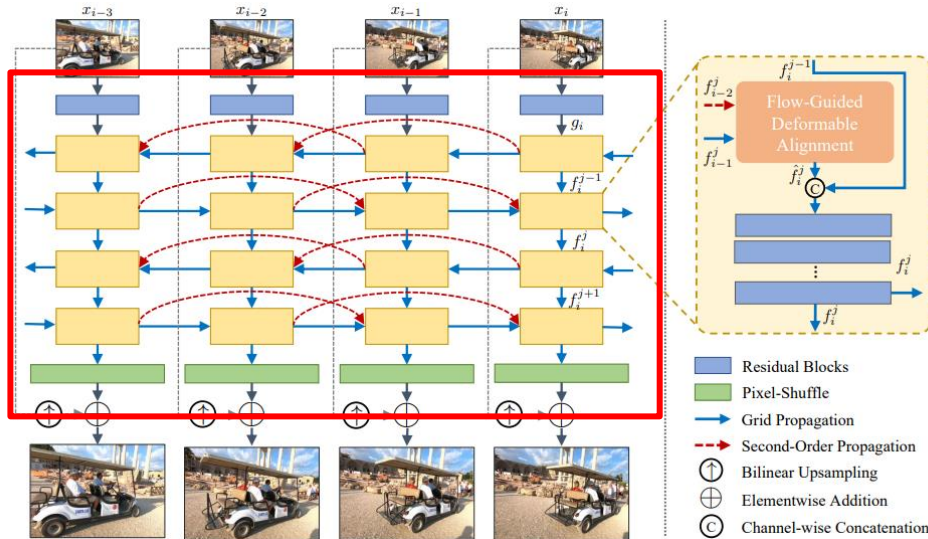 x_{i-3}
x_{i-2}
x_{i-1}
x_i
g_i
f_i^{j-1}
f_i^j
f_i^{j+1}
f_i^{j-1}
f_{i-2}^j
Flow-Guided
Deformable
Alignment
f_{i-1}^j
\hat{f}_i^j
C
f_i^j
f_i^j
Residual Blocks
Pixel-Shuffle
Grid Propagation
Second-Order Propagation
Bilinear Upsampling
Elementwise Addition
C Channel-wise Concatenation